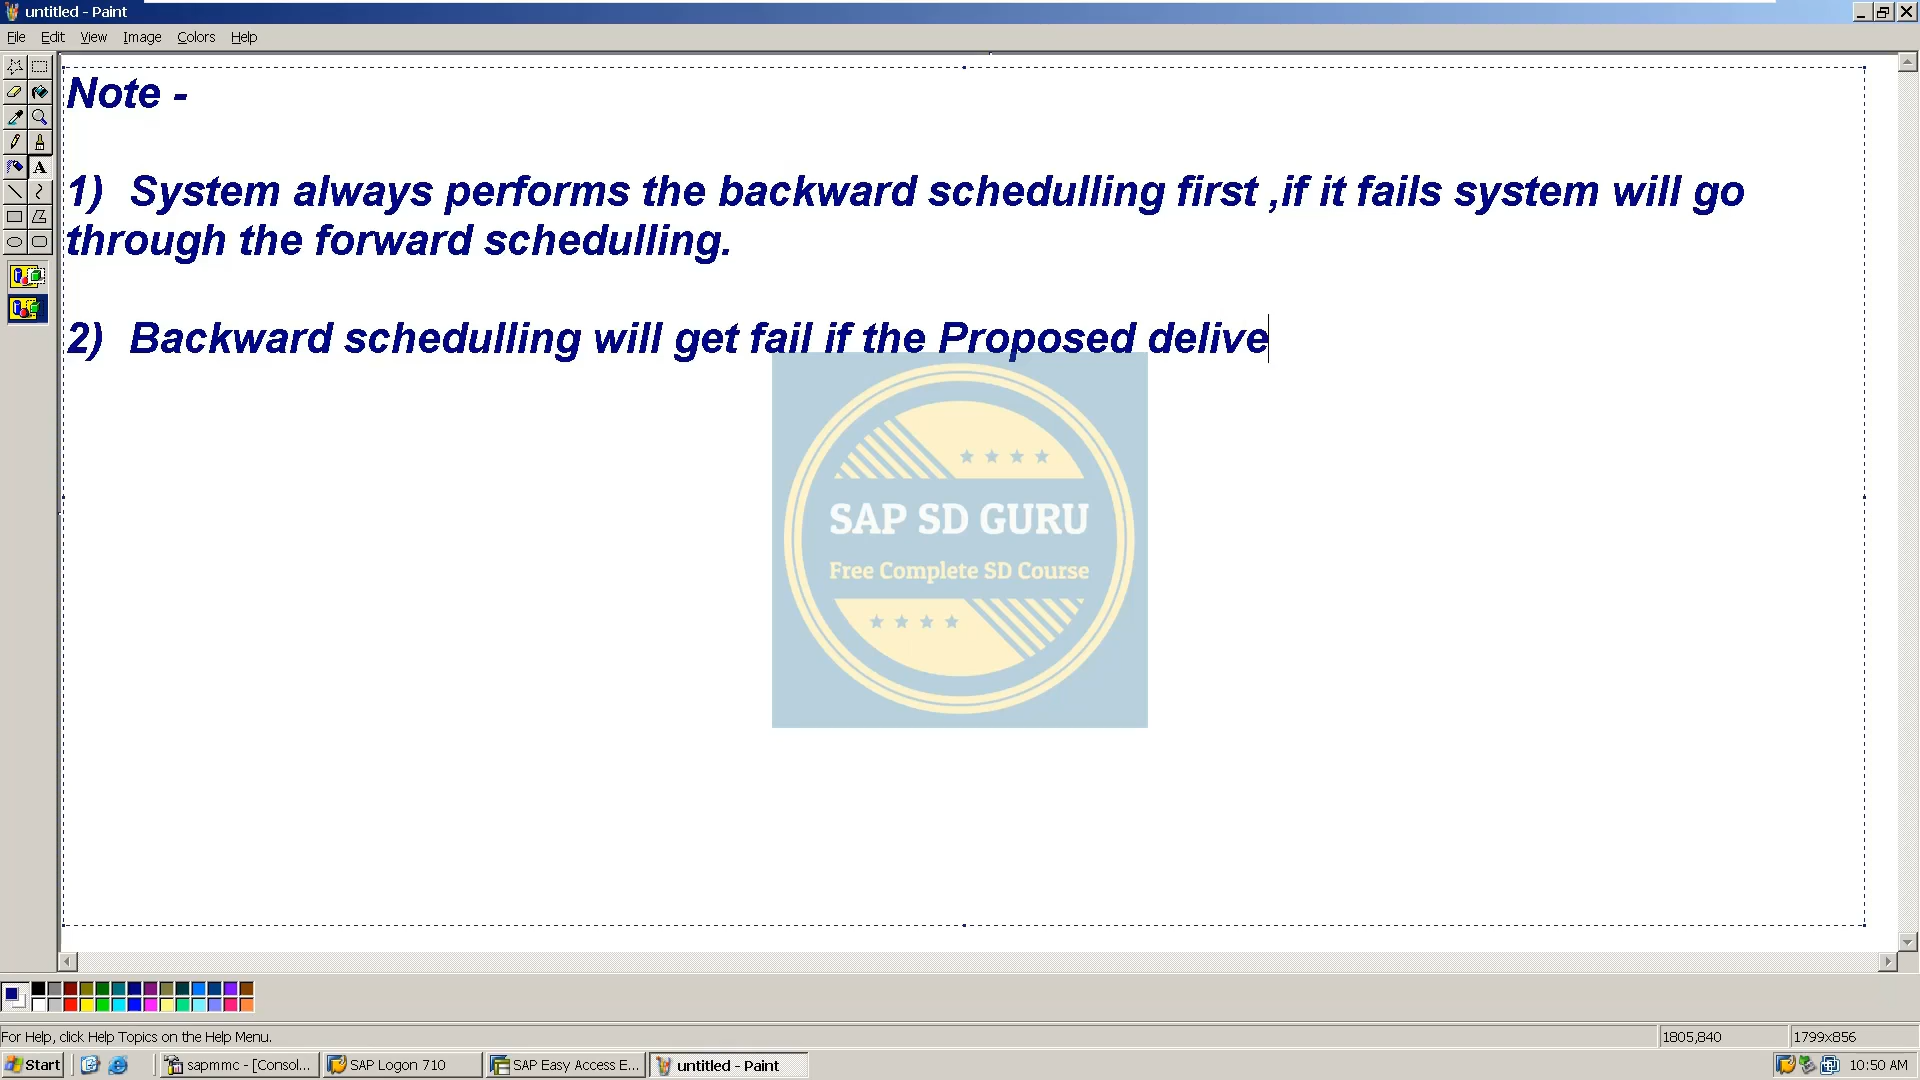 untitled - Paint
File Edit View Image Colors Help
Note -
1) System always performs the backward schedulling first ,if it fails system will go
through the forward schedulling.
2) Backward schedulling will get fail if the Proposed delive
SAP SD GURU
Free Complete SD Course
For Help, click Help Topics on the Help Menu.
1805,840
1799x856
Start
sapmmc - [Consol...
SAP Logon 710
SAP Easy Access E...
untitled - Paint
10:50 AM